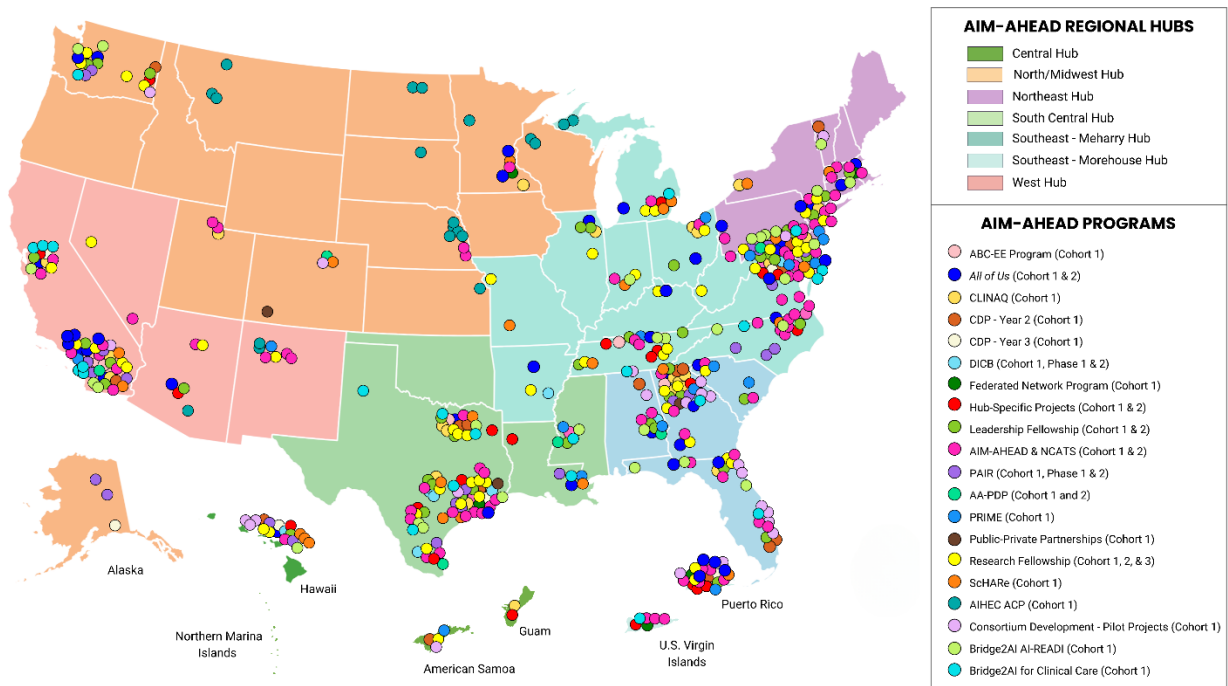 AIM-AHEAD REGIONAL HUBS
Central Hub
North/Midwest Hub
Northeast Hub
South Central Hub
Southeast - Meharry Hub
Southeast - Morehouse Hub
West Hub
AIM-AHEAD PROGRAMS
ABC-EE Program (Cohort 1)
All of Us (Cohort 1 & 2)
CLINAQ (Cohort 1)
CDP - Year 2 (Cohort 1)
CDP - Year 3 (Cohort 1)
DICB (Cohort 1, Phase 1 & 2)
Federated Network Program (Cohort 1)
Hub-Specific Projects (Cohort 1 & 2)
Leadership Fellowship (Cohort 1 & 2)
AIM-AHEAD & NCATS (Cohort 1 & 2)
PAIR (Cohort 1, Phase 1 & 2)
AA-PDP (Cohort 1 and 2)
PRIME (Cohort 1)
Public-Private Partnerships (Cohort 1)
Research Fellowship (Cohort 1, 2, & 3)
ScHARe (Cohort 1)
AIHEC ACP (Cohort 1)
Consortium Development - Pilot Projects (Cohort 1)
Bridge2AI AI-READI (Cohort 1)
Bridge2AI for Clinical Care (Cohort 1)
Alaska
Hawaii
Northern Marina
Islands
American Samoa
Guam
U.S. Virgin
Islands
Puerto Rico